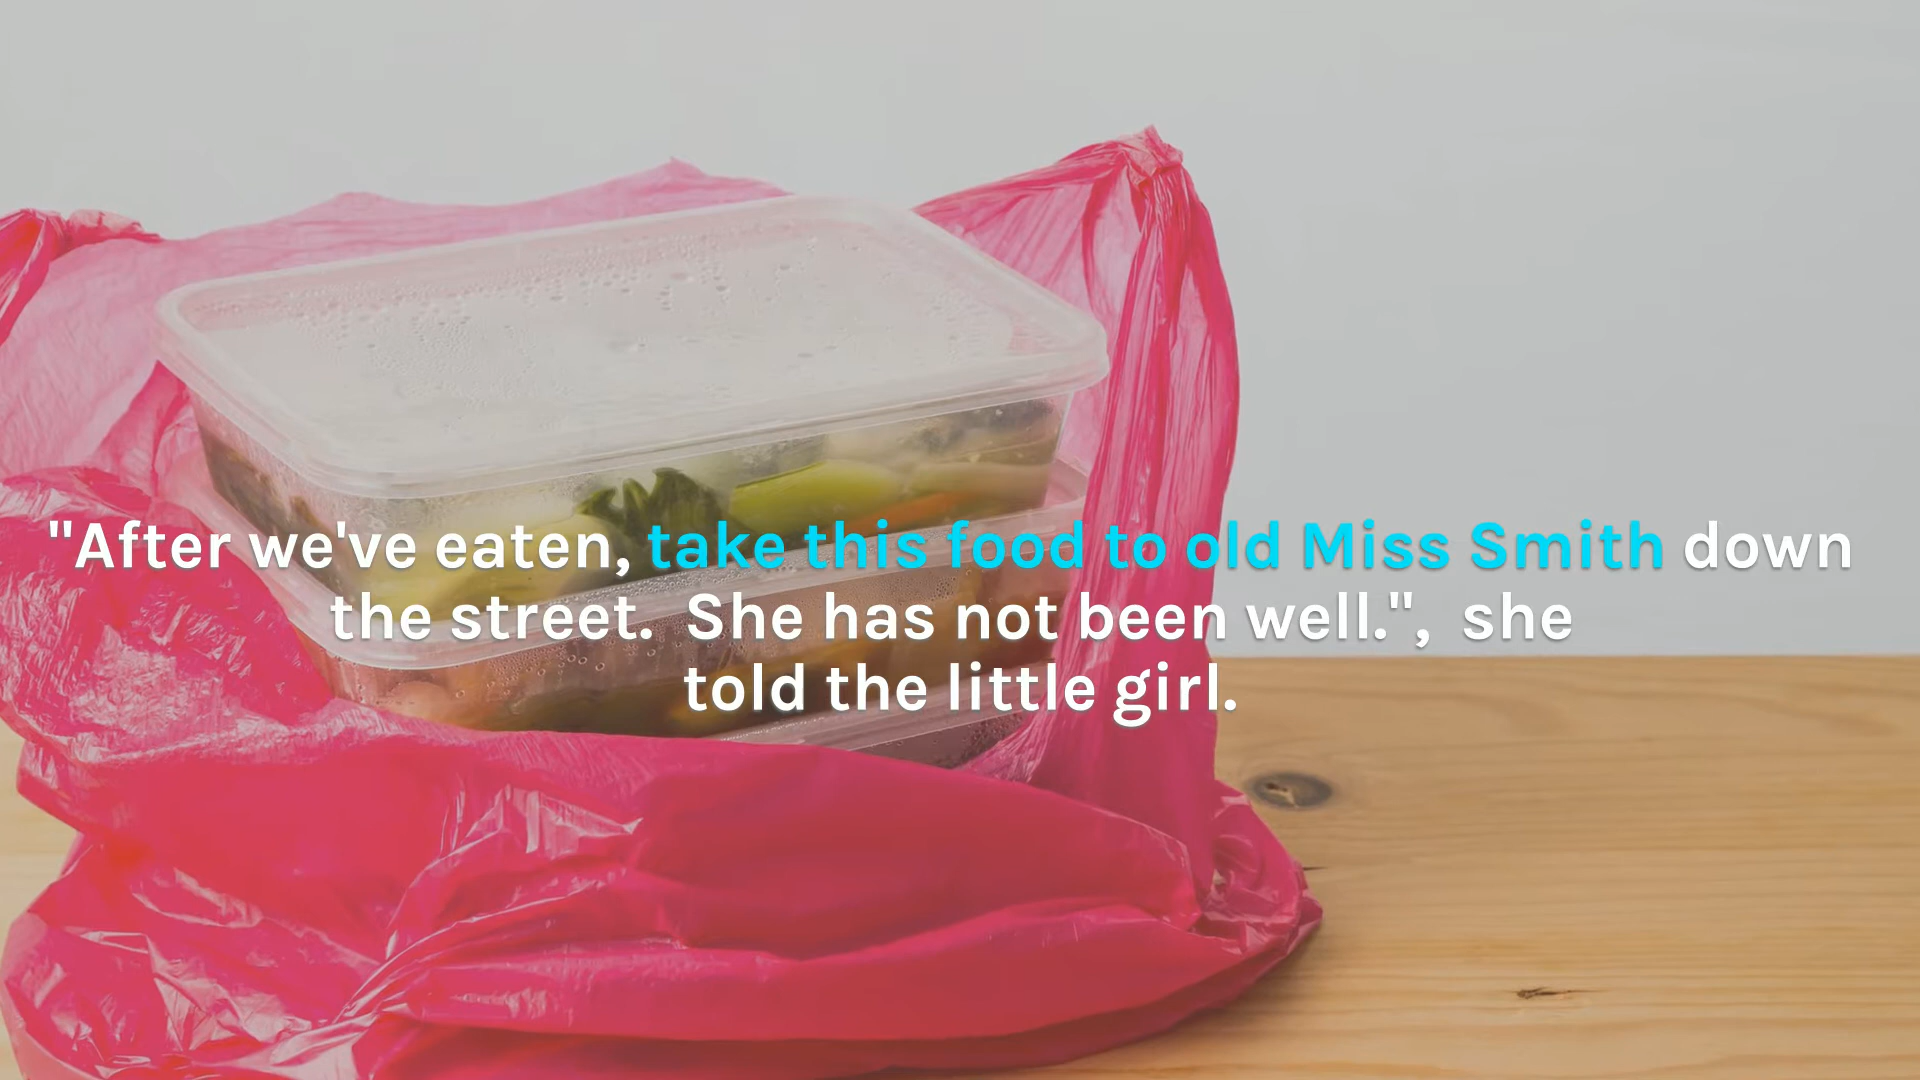 "After we've eaten, take this food to old Miss Smith down
the street.  She has not been well.",  she
told the little girl.